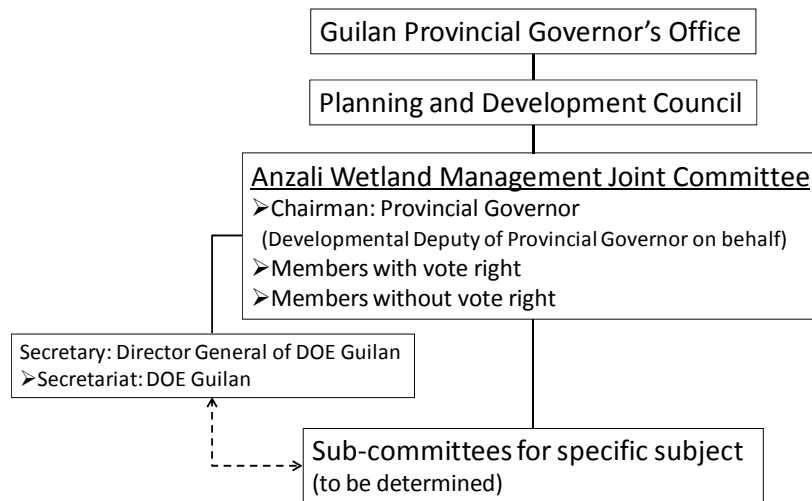 Guilan Provincial Governor’s Office
Planning and Development Council
Anzali Wetland Management Joint Committee
➢Chairman: Provincial Governor
(Developmental Deputy of Provincial Governor on behalf)
➢Members with vote right
➢Members without vote right
Secretary: Director General of DOE Guilan
➢Secretariat: DOE Guilan
Sub-committees for specific subject
(to be determined)